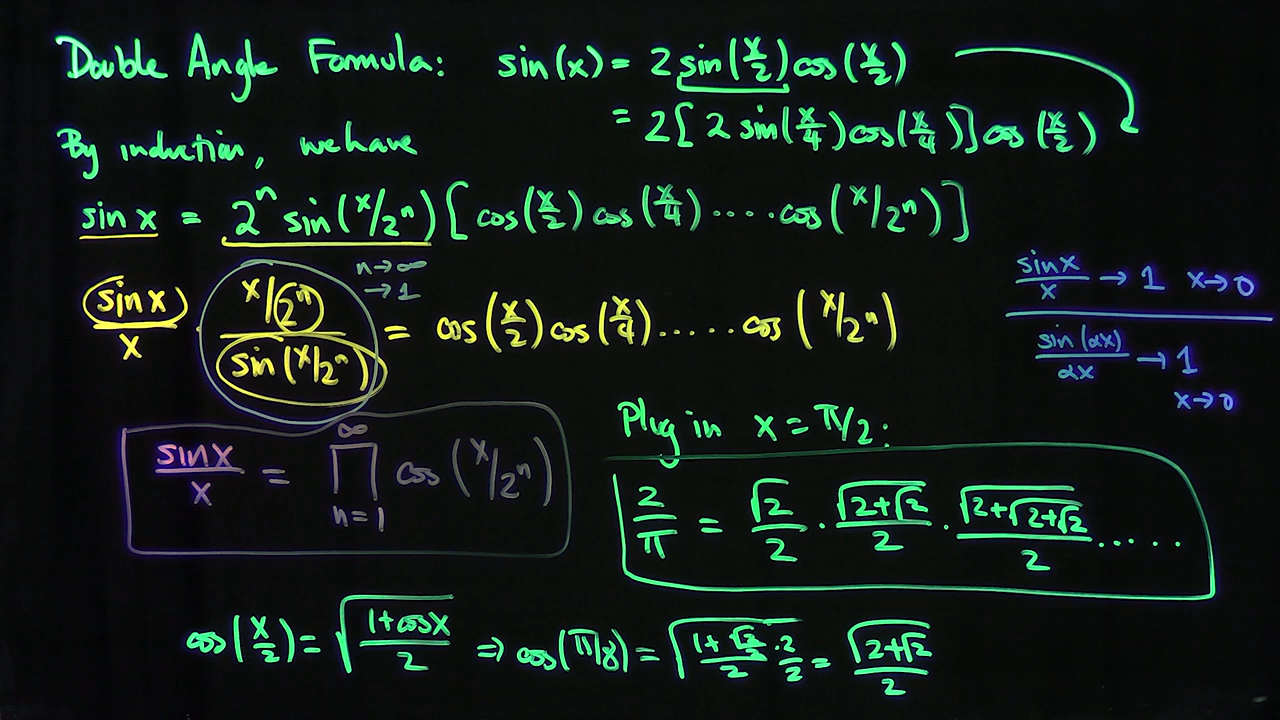 Double Angle Formula: sin(x) = 2 sin(x/2) cos(x/2)
= 2[2 sin(x/4) cos(x/4)] cos(x/2)
By induction, we have
sin x = 2^n sin(x/2^n) [cos(x/2) cos(x/4) ···· cos(x/2^n)]
n→∞
→1
sin x / x · (x/2^n) / sin(x/2^n) = cos(x/2) cos(x/4) ..... cos(x/2^n)
sin x / x → 1 x→0
sin(αx) / αx → 1
x→0
Plug in x = π/2:
sin x / x = ∏_{n=1}^{∞} cos(x/2^n)
2/π = √2/2 · √(2+√2)/2 · √(2+√(2+√2))/2 .....
cos(x/2) = √((1+cos x)/2) ⇒ cos(π/8) = √((1+√2/2)/2 · 2/2) = √(2+√2)/2